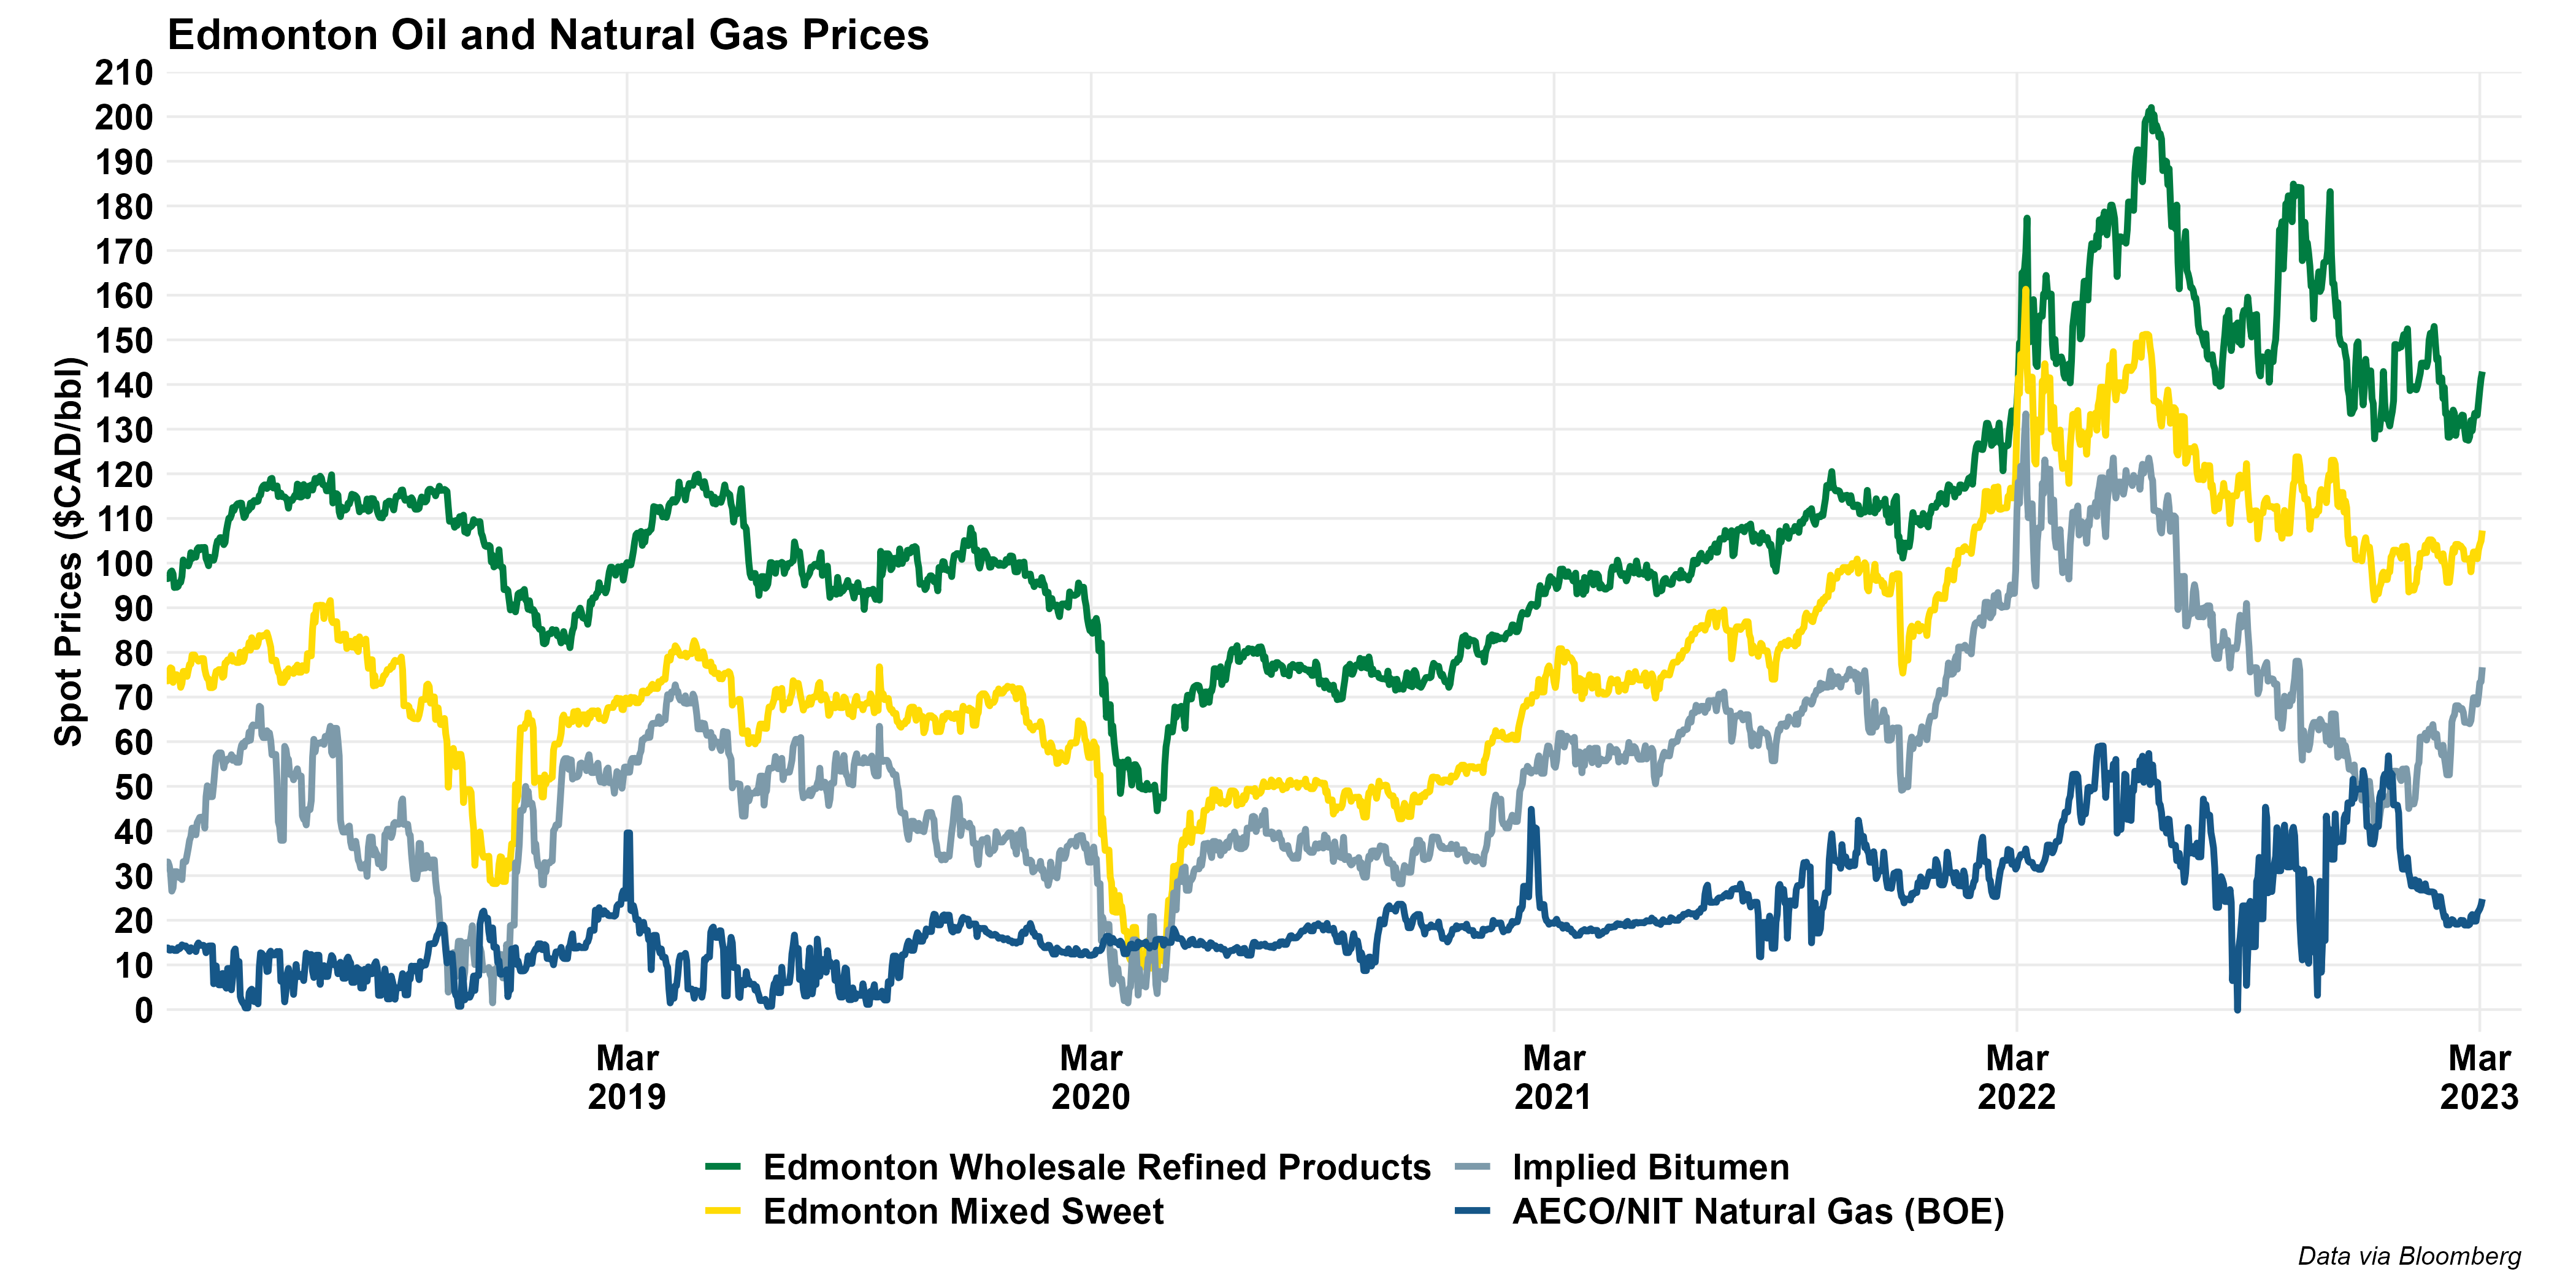 Edmonton Oil and Natural Gas Prices
210
200
190
180
170
160
150
140
130
120
110
100
90
80
70
60
50
40
30
20
10
0
Spot Prices ($CAD/bbl)
Mar
2019
Mar
2020
Mar
2021
Mar
2022
Mar
2023
Edmonton Wholesale Refined Products
Edmonton Mixed Sweet
Implied Bitumen
AECO/NIT Natural Gas (BOE)
Data via Bloomberg